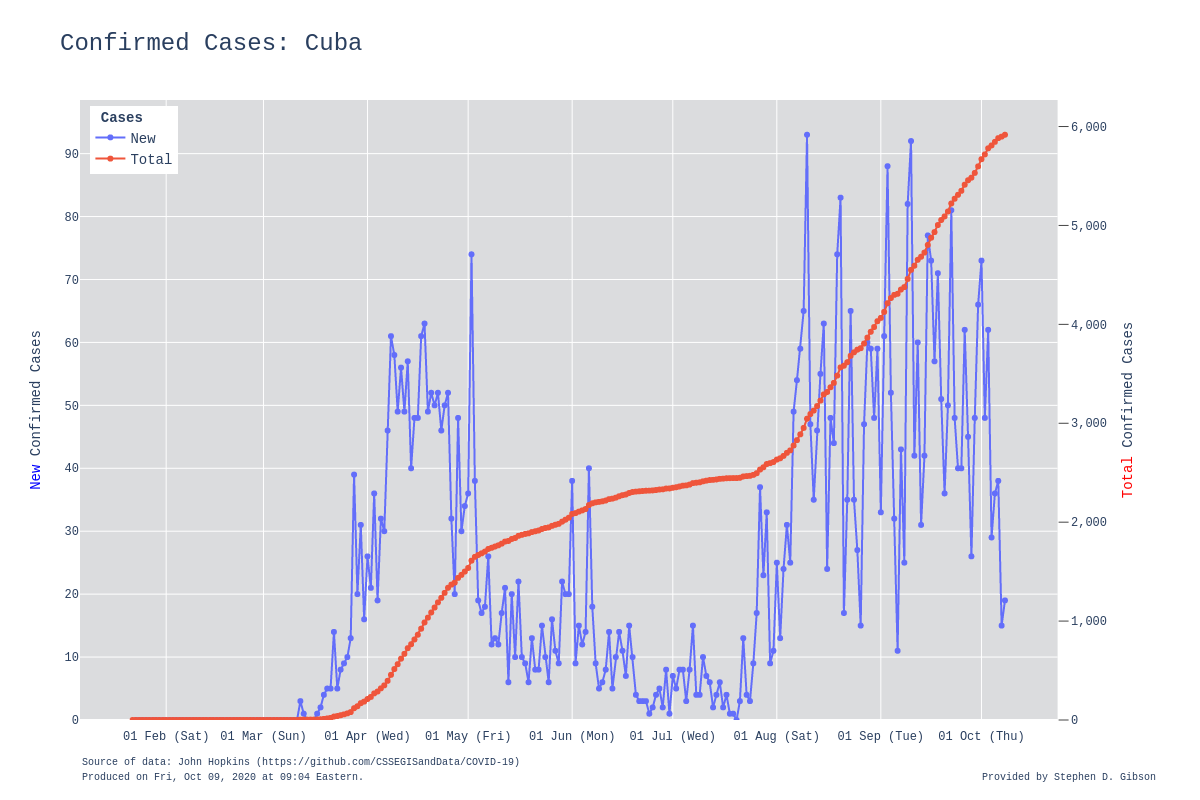 Confirmed Cases: Cuba
Cases
New
Total
90
80
70
60
50
40
30
20
10
0
6,000
5,000
4,000
3,000
2,000
1,000
0
New Confirmed Cases
Total Confirmed Cases
01 Feb (Sat) 01 Mar (Sun) 01 Apr (Wed) 01 May (Fri) 01 Jun (Mon) 01 Jul (Wed) 01 Aug (Sat) 01 Sep (Tue) 01 Oct (Thu)
Source of data: John Hopkins (https://github.com/CSSEGISandData/COVID-19)
Produced on Fri, Oct 09, 2020 at 09:04 Eastern.
Provided by Stephen D. Gibson